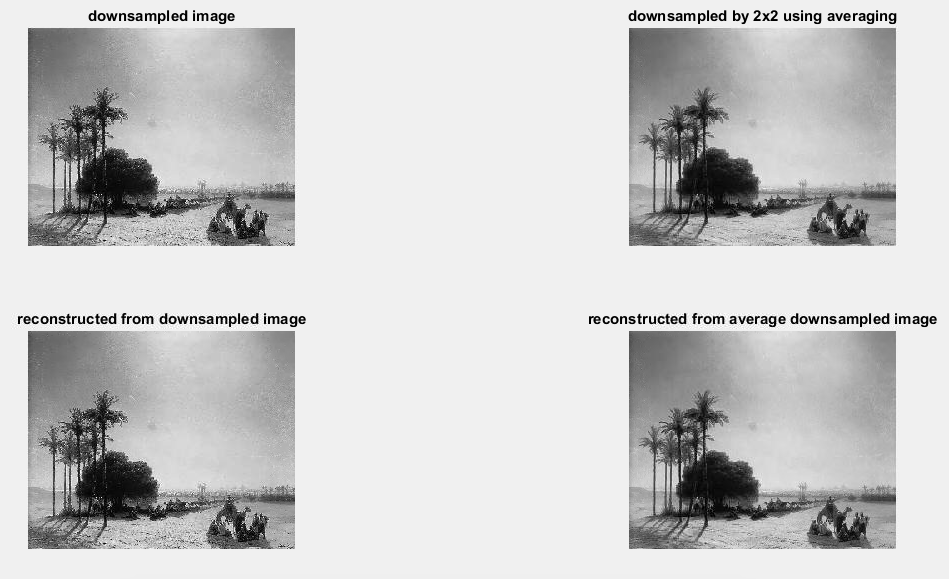 downsampled image
downsampled by 2x2 using averaging
reconstructed from downsampled image
reconstructed from average downsampled image